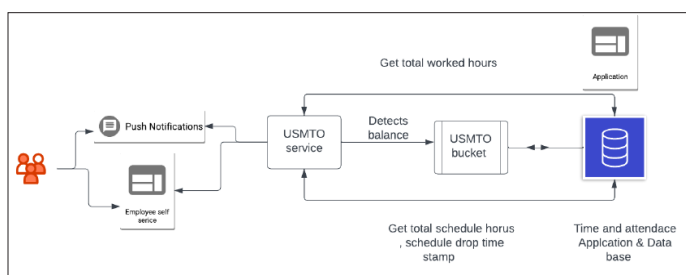 Get total worked hours
Application
Push Notifications
USMTO
service
Detects
balance
USMTO
bucket
Employee self
serice
Get total schedule horus
, schedule drop time
stamp
Time and attendace
Applcation & Data
base